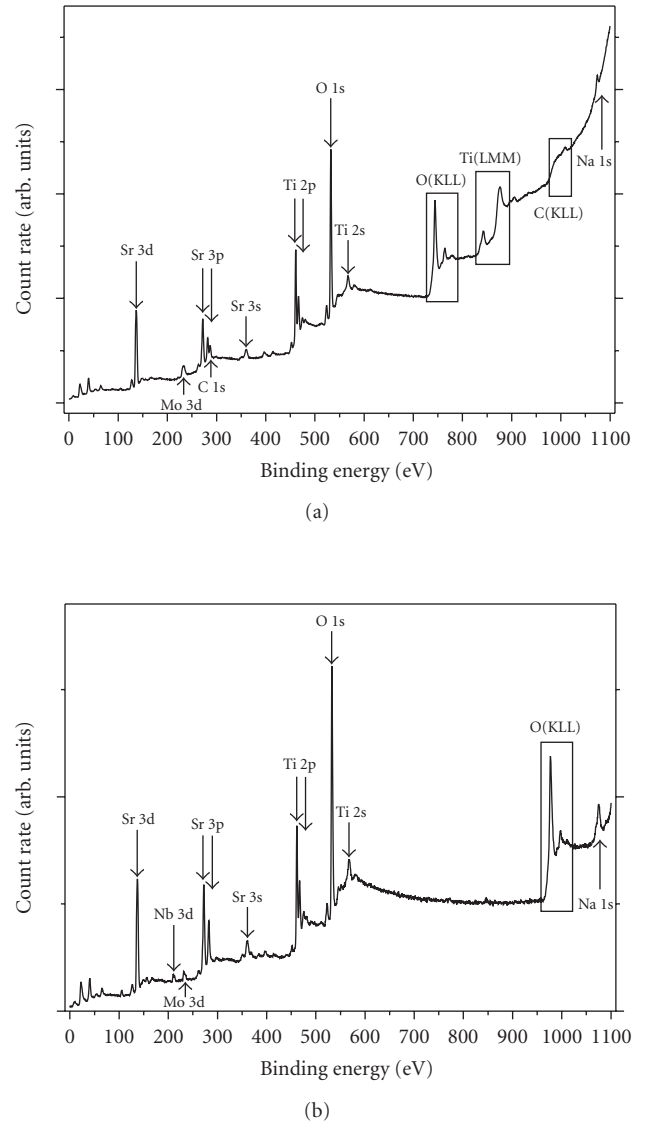 O 1s
Ti(LMM)
O(KLL)
Na 1s
Ti 2p
C(KLL)
Ti 2s
Sr 3d
Sr 3p
Sr 3s
C 1s
Mo 3d
Count rate (arb. units)
0 100 200 300 400 500 600 700 800 900 1000 1100
Binding energy (eV)
(a)
O 1s
O(KLL)
Ti 2p
Ti 2s
Sr 3d
Sr 3p
Sr 3s
Nb 3d
Na 1s
Mo 3d
Count rate (arb. units)
0 100 200 300 400 500 600 700 800 900 1000 1100
Binding energy (eV)
(b)